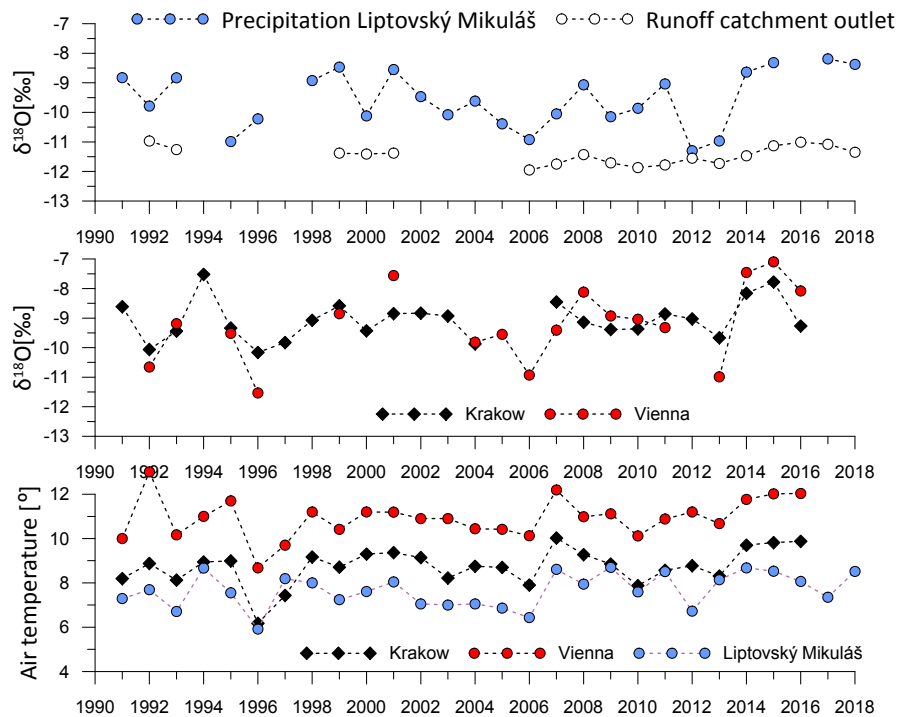 Precipitation Liptovský Mikuláš Runoff catchment outlet
δ¹⁸O[‰]
-7
-8
-9
-10
-11
-12
-13
1990 1992 1994 1996 1998 2000 2002 2004 2006 2008 2010 2012 2014 2016 2018
δ¹⁸O[‰]
-7
-8
-9
-10
-11
-12
-13
Krakow Vienna
1990 1992 1994 1996 1998 2000 2002 2004 2006 2008 2010 2012 2014 2016 2018
Air temperature [º]
12
10
8
6
4
Krakow Vienna Liptovský Mikuláš
1990 1992 1994 1996 1998 2000 2002 2004 2006 2008 2010 2012 2014 2016 2018